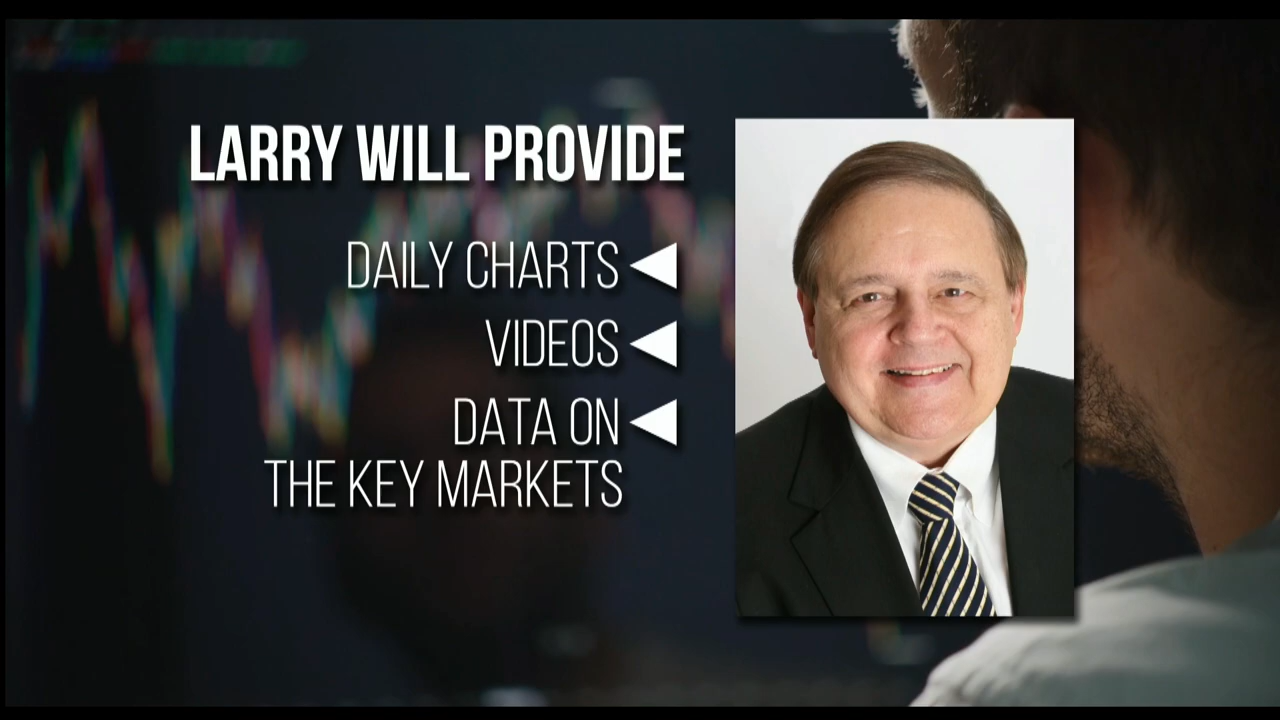 LARRY WILL PROVIDE
DAILY CHARTS
VIDEOS
DATA ON
THE KEY MARKETS